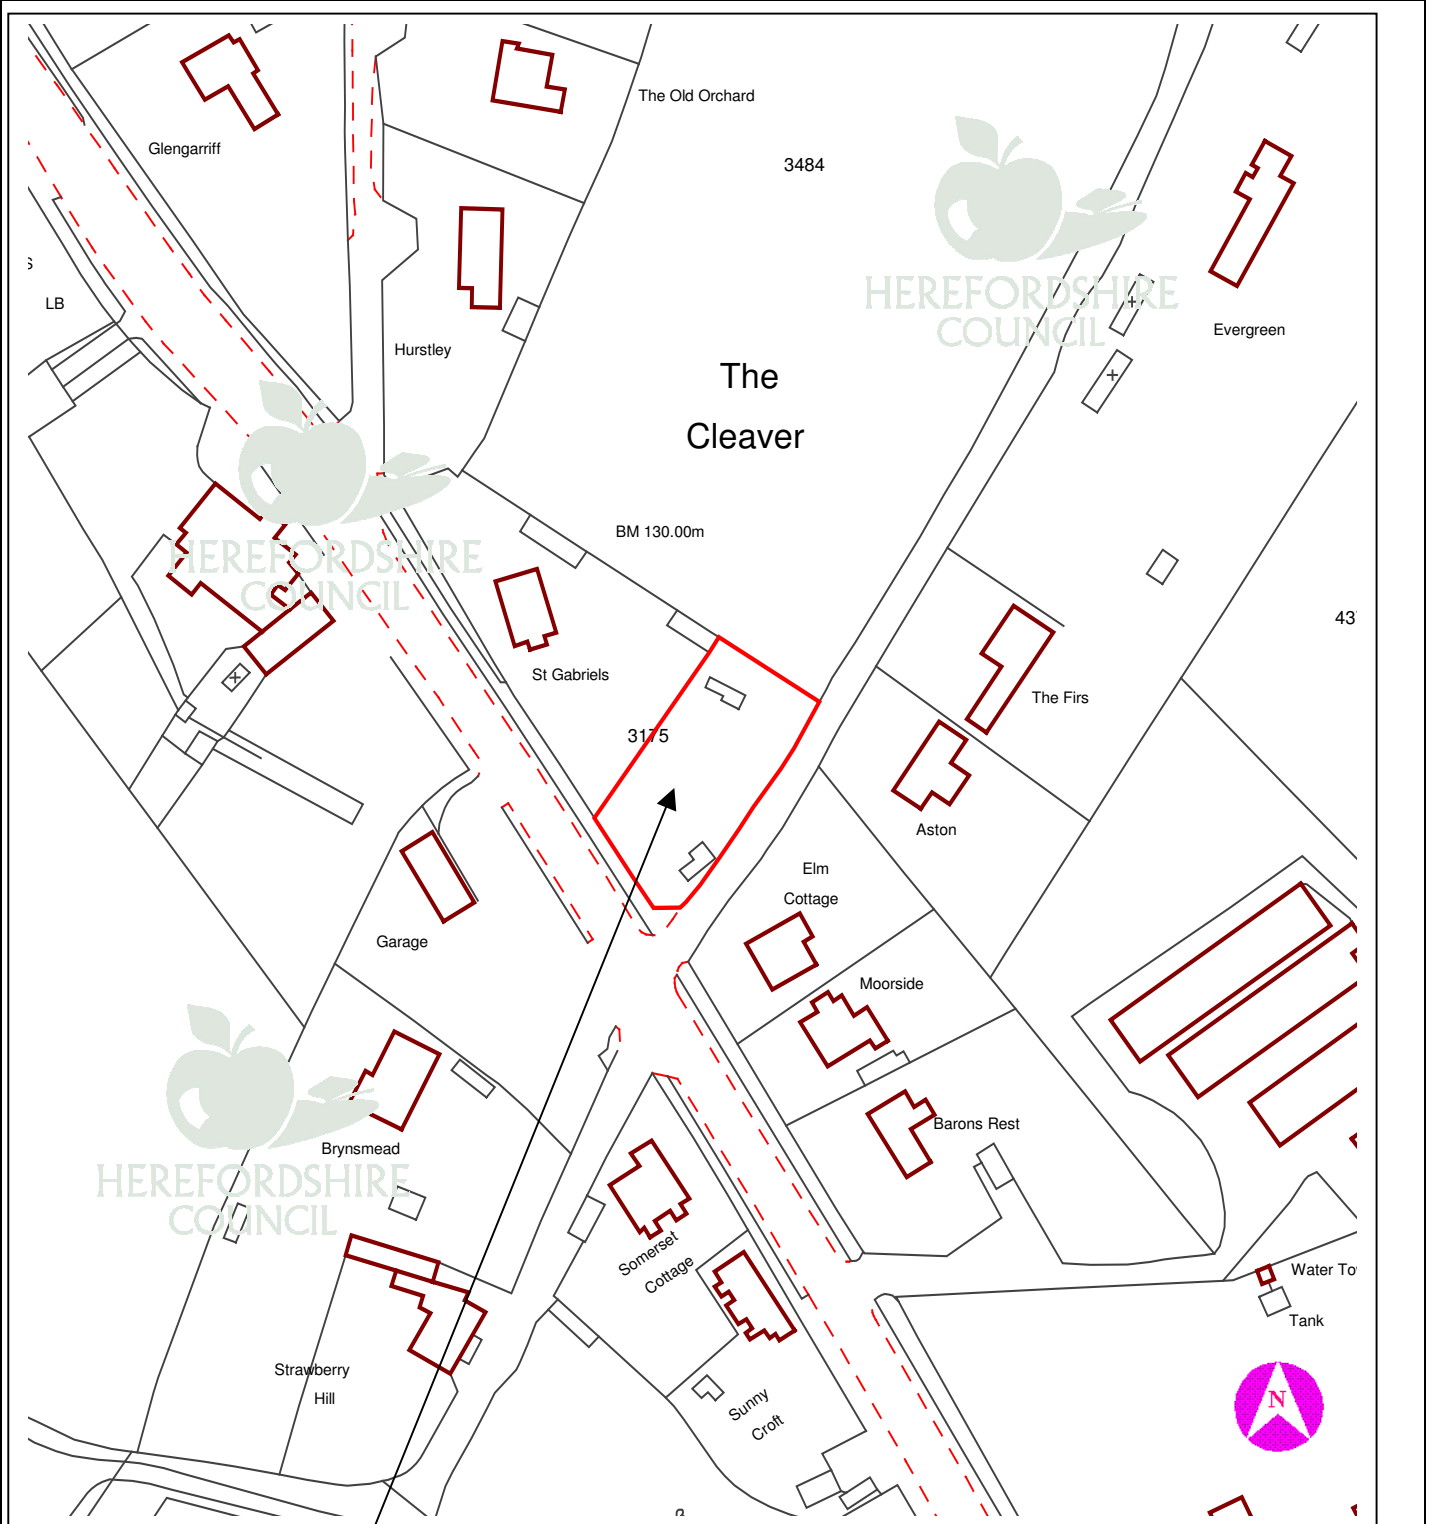 The Old Orchard
Glengarriff
3484
HEREFORDSHIRE
COUNCIL
LB
Hurstley
Evergreen
The
Cleaver
BM 130.00m
HEREFORDSHIRE
COUNCIL
St Gabriels
3175
The Firs
Aston
Elm
Cottage
Garage
Moorside
Barons Rest
Brynsmead
HEREFORDSHIRE
COUNCIL
Somerset
Cottage
Water To
Tank
Strawberry
Hill
Sunny
Croft
N